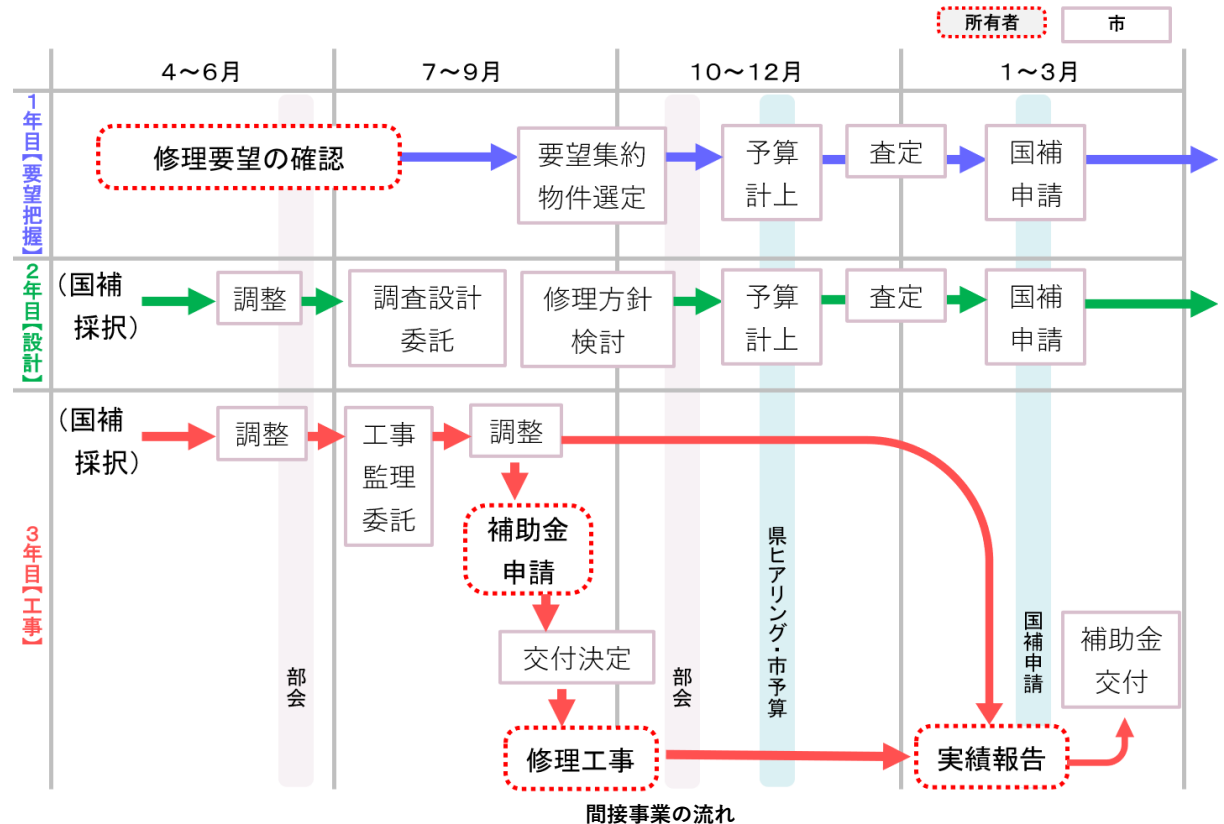 所有者
市
4～6月
7～9月
10～12月
1～3月
1年目【要望把握】
修理要望の確認
要望集約
物件選定
予算
計上
査定
国補
申請
2年目【設計】
（国補
採択）
調整
調査設計
委託
修理方針
検討
予算
計上
査定
国補
申請
3年目【工事】
（国補
採択）
調整
工事
監理
委託
調整
補助金
申請
交付決定
修理工事
実績報告
補助金
交付
部会
部会
県ヒアリング・市予算
国補申請
間接事業の流れ